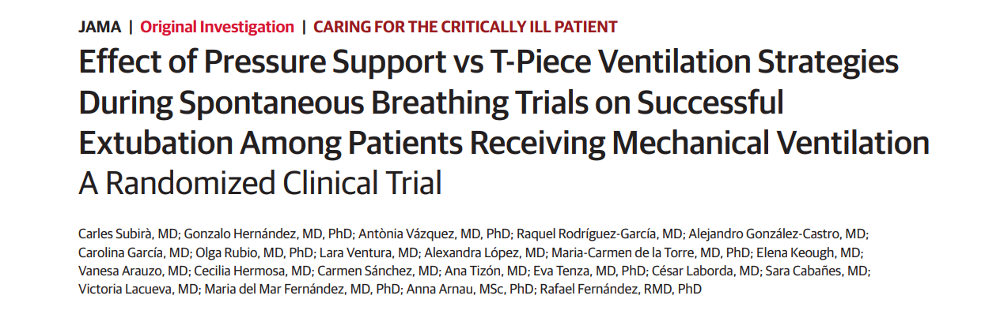 JAMA | Original Investigation | CARING FOR THE CRITICALLY ILL PATIENT
Effect of Pressure Support vs T-Piece Ventilation Strategies
During Spontaneous Breathing Trials on Successful
Extubation Among Patients Receiving Mechanical Ventilation
A Randomized Clinical Trial
Carles Subirà, MD; Gonzalo Hernández, MD, PhD; Antònia Vázquez, MD, PhD; Raquel Rodríguez-García, MD; Alejandro González-Castro, MD;
Carolina García, MD; Olga Rubio, MD, PhD; Lara Ventura, MD; Alexandra López, MD; Maria-Carmen de la Torre, MD, PhD; Elena Keough, MD;
Vanesa Arauzo, MD; Cecilia Hermosa, MD; Carmen Sánchez, MD; Ana Tizón, MD; Eva Tenza, MD, PhD; César Laborda, MD; Sara Cabañes, MD;
Victoria Lacueva, MD; Maria del Mar Fernández, MD, PhD; Anna Arnau, MSc, PhD; Rafael Fernández, RMD, PhD